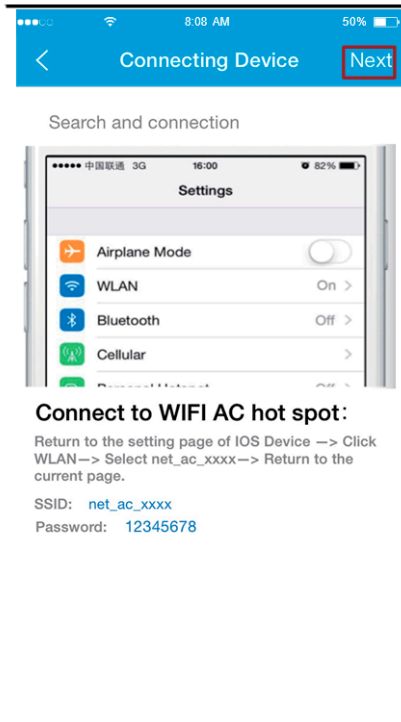 8:08 AM 50%
Connecting Device Next
Search and connection
中国联通 3G 16:00 82%
Settings
Airplane Mode
WLAN On
Bluetooth Off
Cellular
Connect to WIFI AC hot spot:
Return to the setting page of IOS Device —> Click
WLAN—> Select net_ac_xxxx—> Return to the
current page.
SSID: net_ac_xxxx
Password: 12345678